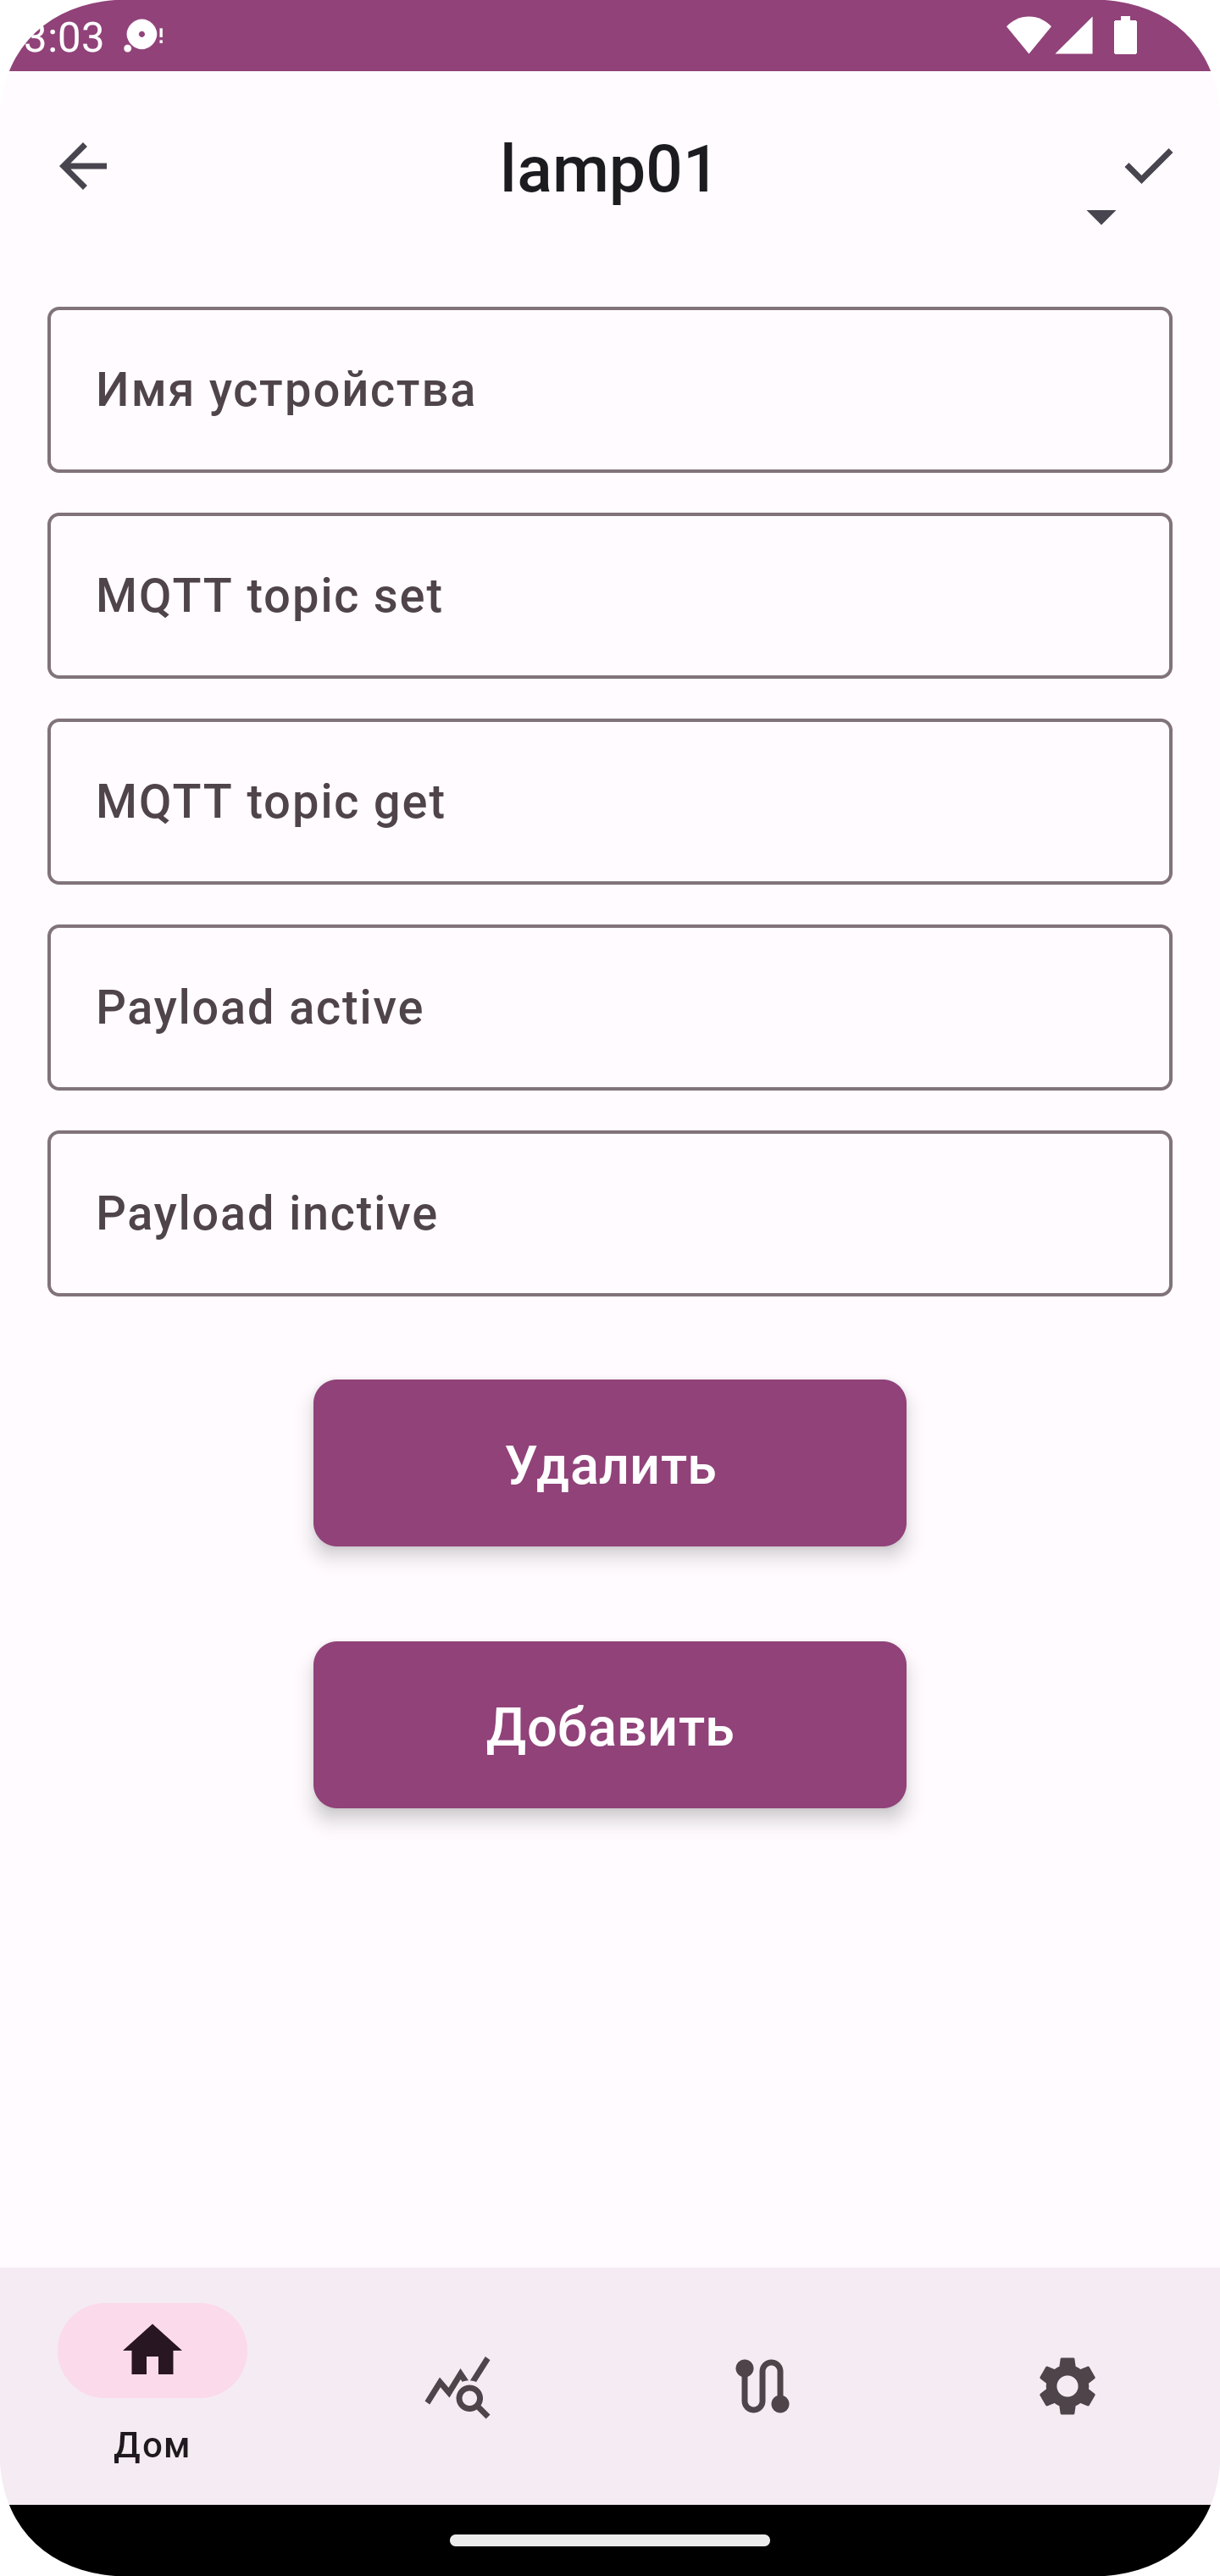 3:03
lamp01
Имя устройства
MQTT topic set
MQTT topic get
Payload active
Payload inctive
Удалить
Добавить
Дом